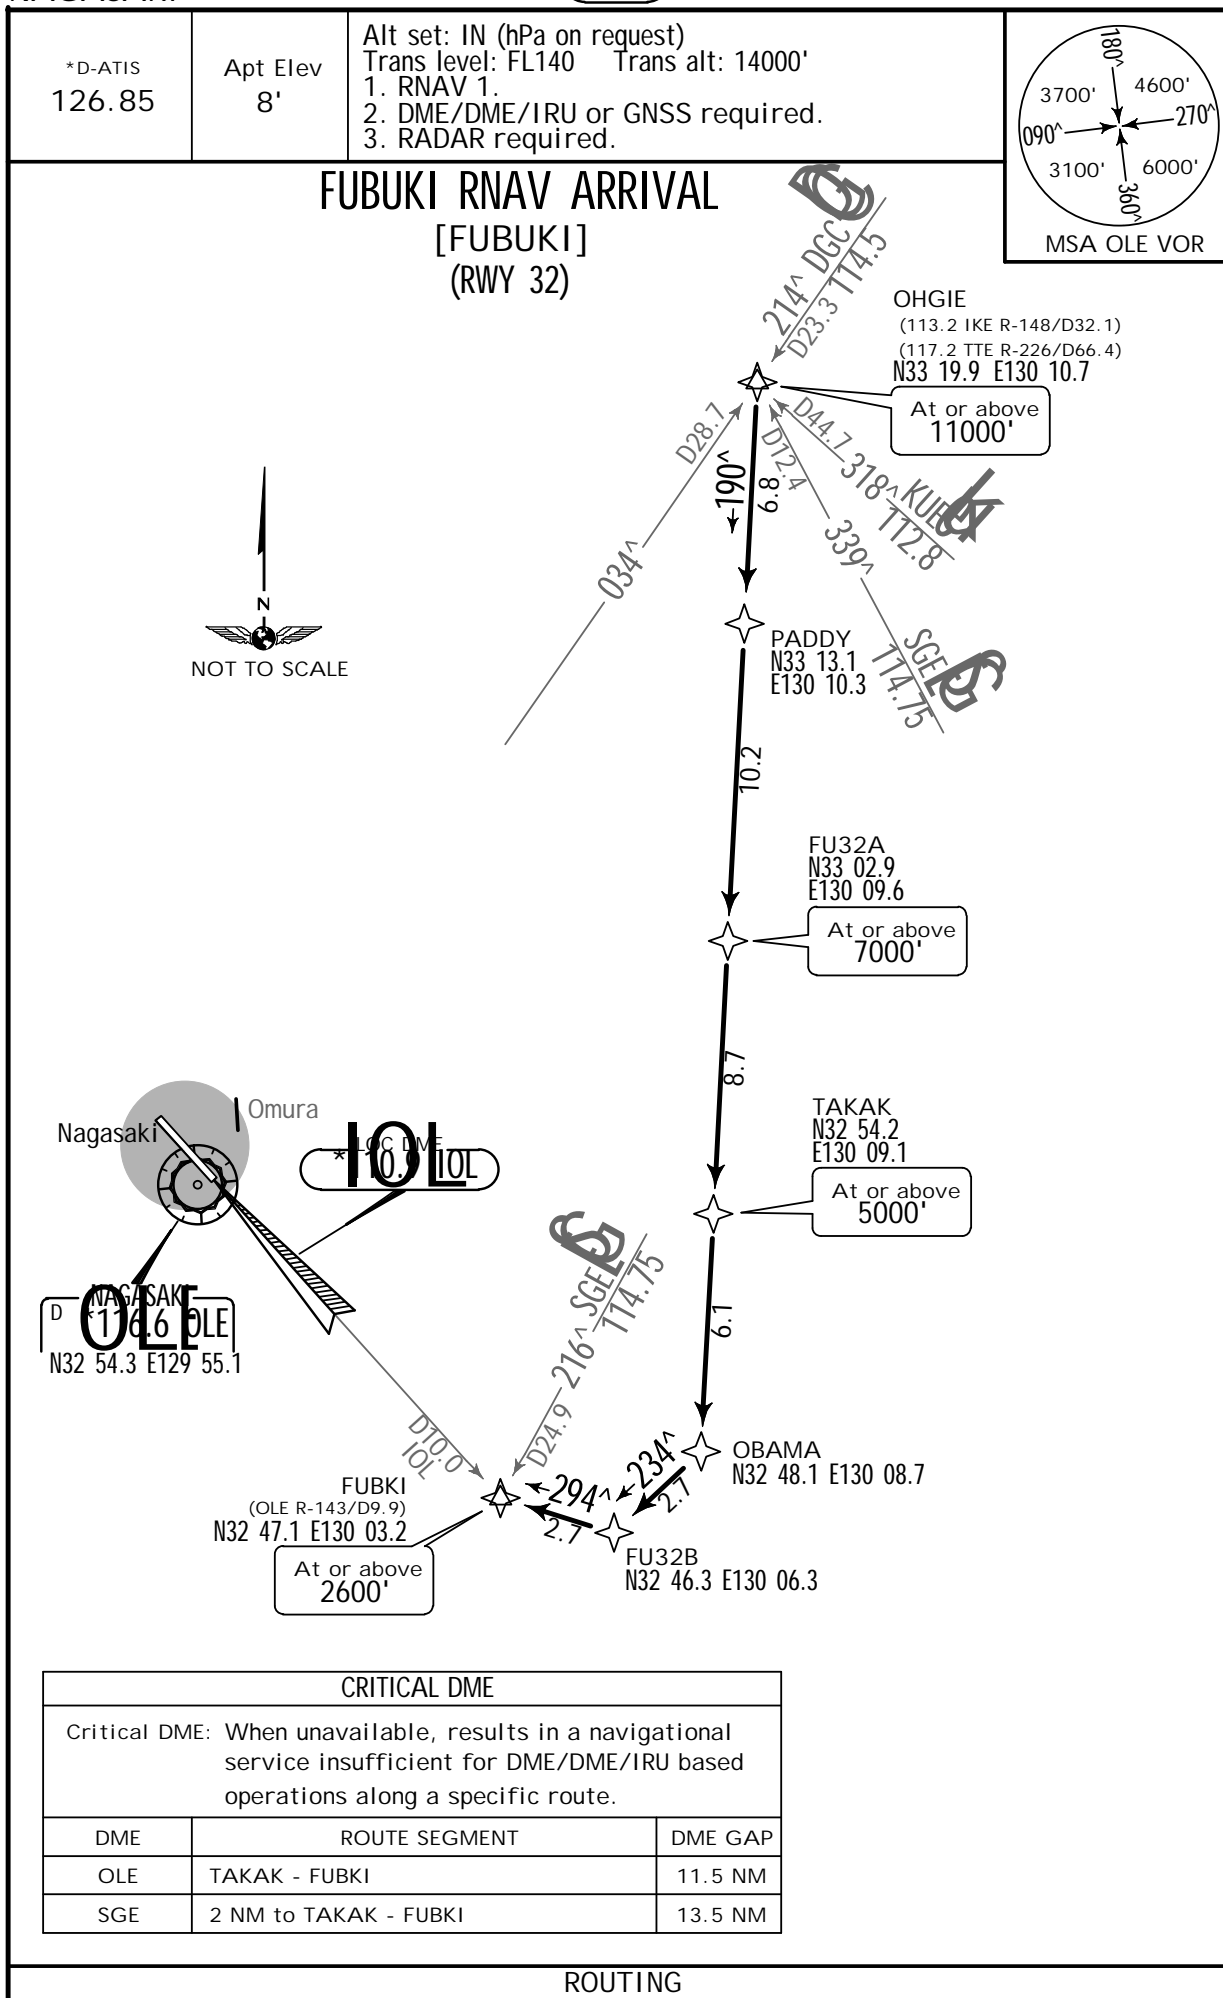 *D-ATIS
126.85
Apt Elev
8'
Alt set: IN (hPa on request)
Trans level: FL140 Trans alt: 14000'
1. RNAV 1.
2. DME/DME/IRU or GNSS required.
3. RADAR required.
180^
3700'
4600'
090^
270^
3100'
6000'
360^
MSA OLE VOR
FUBUKI RNAV ARRIVAL
[FUBUKI]
(RWY 32)
214^ DGC
D23.3 114.5
OHGIE
(113.2 IKE R-148/D32.1)
(117.2 TTE R-226/D66.4)
N33 19.9 E130 10.7
At or above
11000'
D28.7
034^
D44.7
318^
112.8
D12.4
339^
SGE
114.75
190^
6.8
N
NOT TO SCALE
PADDY
N33 13.1
E130 10.3
10.2
FU32A
N33 02.9
E130 09.6
At or above
7000'
8.7
TAKAK
N32 54.2
E130 09.1
At or above
5000'
Nagasaki
Omura
LOC DME
IOL
IOL
NAGASAKI
D
*116.6 OLE
OLE
N32 54.3 E129 55.1
216^ SGE
D24.9 114.75
6.1
D10.0
IOL
OBAMA
N32 48.1 E130 08.7
234^
2.7
294^
2.7
FUBKI
(OLE R-143/D9.9)
N32 47.1 E130 03.2
At or above
2600'
FU32B
N32 46.3 E130 06.3
CRITICAL DME
Critical DME: When unavailable, results in a navigational
service insufficient for DME/DME/IRU based
operations along a specific route.
DME
ROUTE SEGMENT
DME GAP
OLE
TAKAK - FUBKI
11.5 NM
SGE
2 NM to TAKAK - FUBKI
13.5 NM
ROUTING